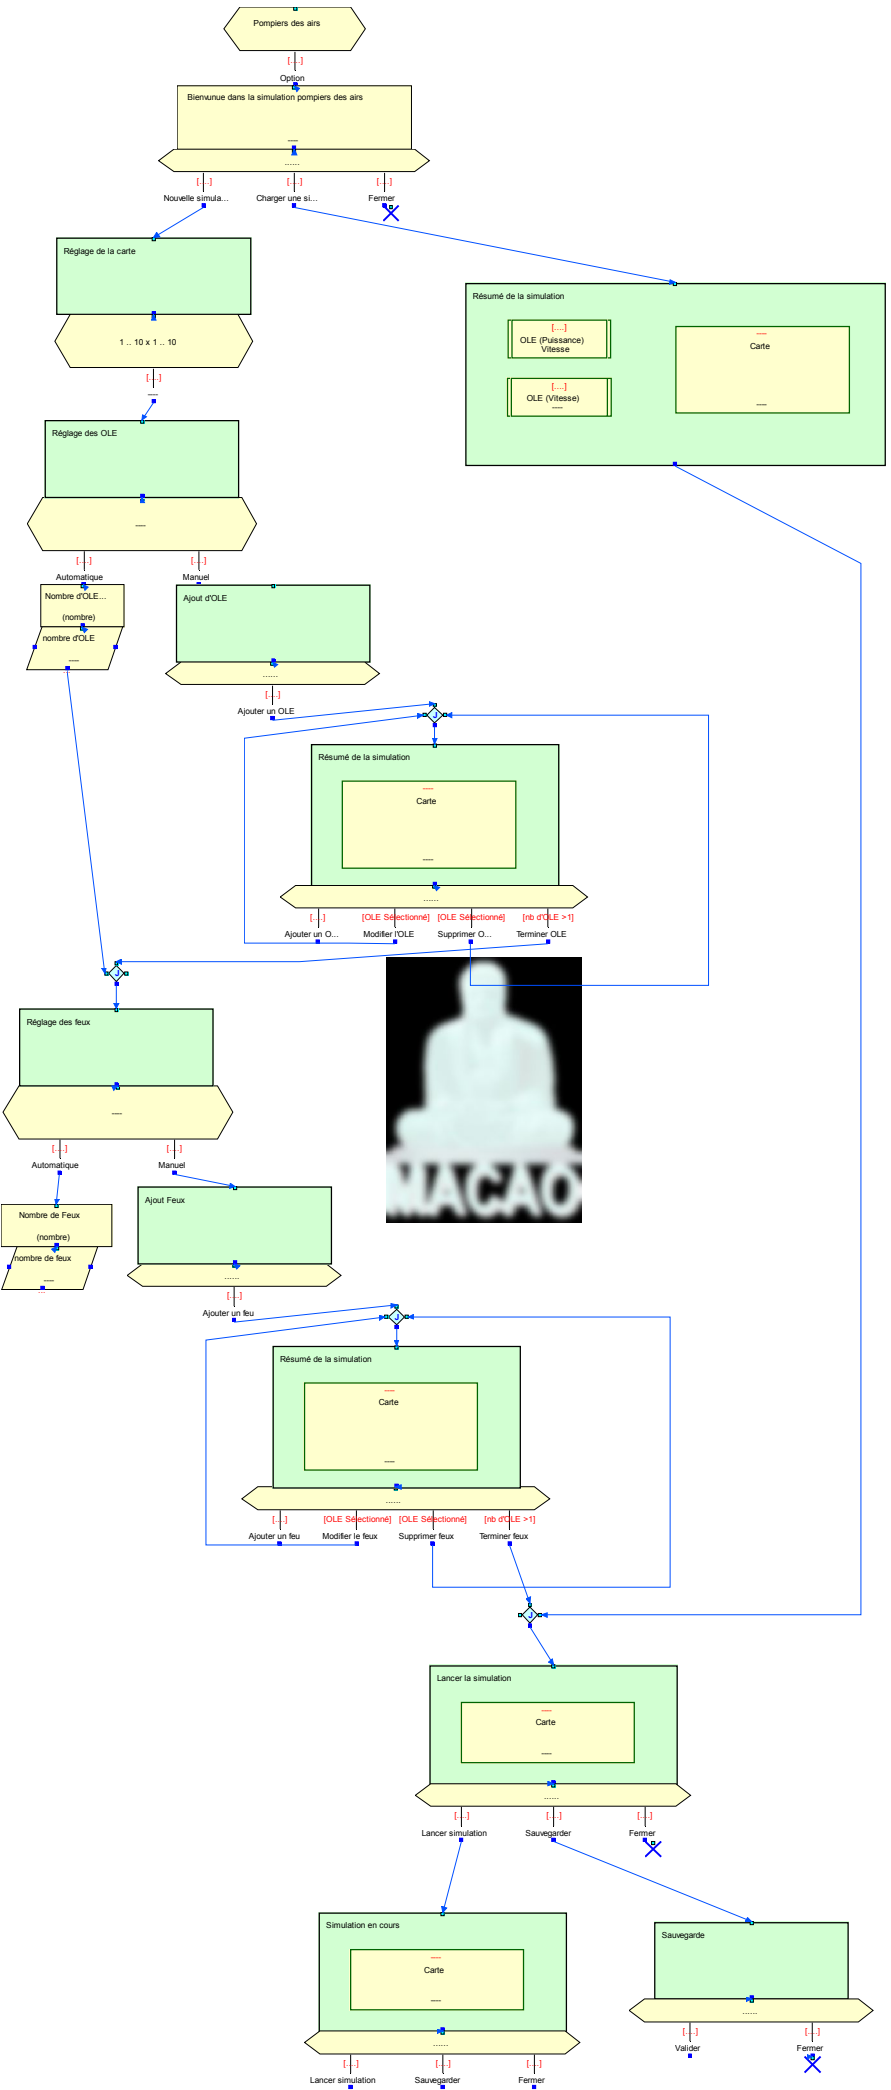 Pompiers des airs
[....]
Option
Bienvunue dans la simulation pompiers des airs
----
......
[....]
[....]
[....]
Nouvelle simula...
Charger une si...
Fermer
Réglage de la carte
1 .. 10 x 1 .. 10
[....]
----
Résumé de la simulation
[....]
OLE (Puissance)
Vitesse
[....]
OLE (Vitesse)
----
----
Carte
----
Réglage des OLE
----
[....]
[....]
Automatique
Manuel
Nombre d'OLE...
(nombre)
nombre d'OLE
----
...
Ajout d'OLE
......
[....]
Ajouter un OLE
J
Résumé de la simulation
----
Carte
----
......
[....]
[OLE Sélectionné]
[OLE Sélectionné]
[nb d'OLE >1]
Ajouter un O...
Modifier l'OLE
Supprimer O...
Terminer OLE
J
Réglage des feux
----
[....]
[....]
Automatique
Manuel
MACAO
Nombre de Feux
(nombre)
nombre de feux
----
...
Ajout Feux
......
[....]
Ajouter un feu
J
Résumé de la simulation
----
Carte
----
......
[....]
[OLE Sélectionné]
[OLE Sélectionné]
[nb d'OLE >1]
Ajouter un feu
Modifier le feux
Supprimer feux
Terminer feux
J
Lancer la simulation
----
Carte
----
......
[....]
[....]
[....]
Lancer simulation
Sauvegarder
Fermer
Simulation en cours
----
Carte
----
......
[....]
[....]
[....]
Lancer simulation
Sauvegarder
Fermer
Sauvegarde
......
[....]
[....]
Valider
Fermer